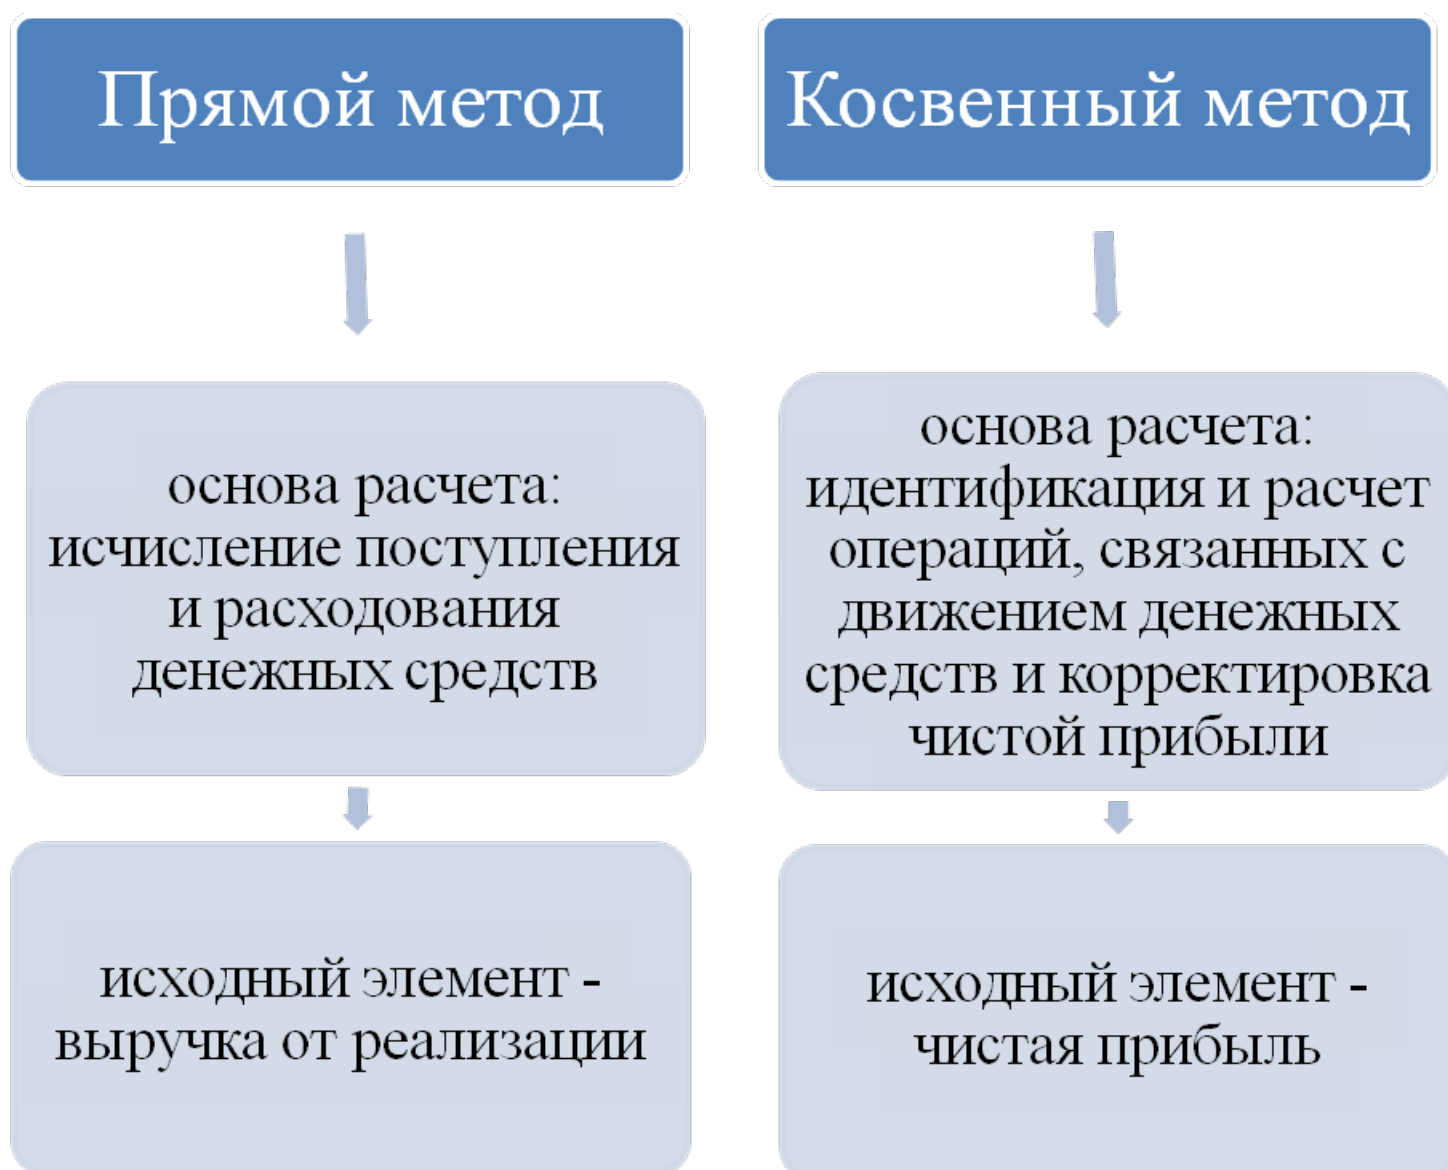 Прямой метод
основа расчета:
исчисление поступления
и расходования
денежных средств
исходный элемент -
выручка от реализации
Косвенный метод
основа расчета:
идентификация и расчет
операций, связанных с
движением денежных
средств и корректировка
чистой прибыли
исходный элемент -
чистая прибыль